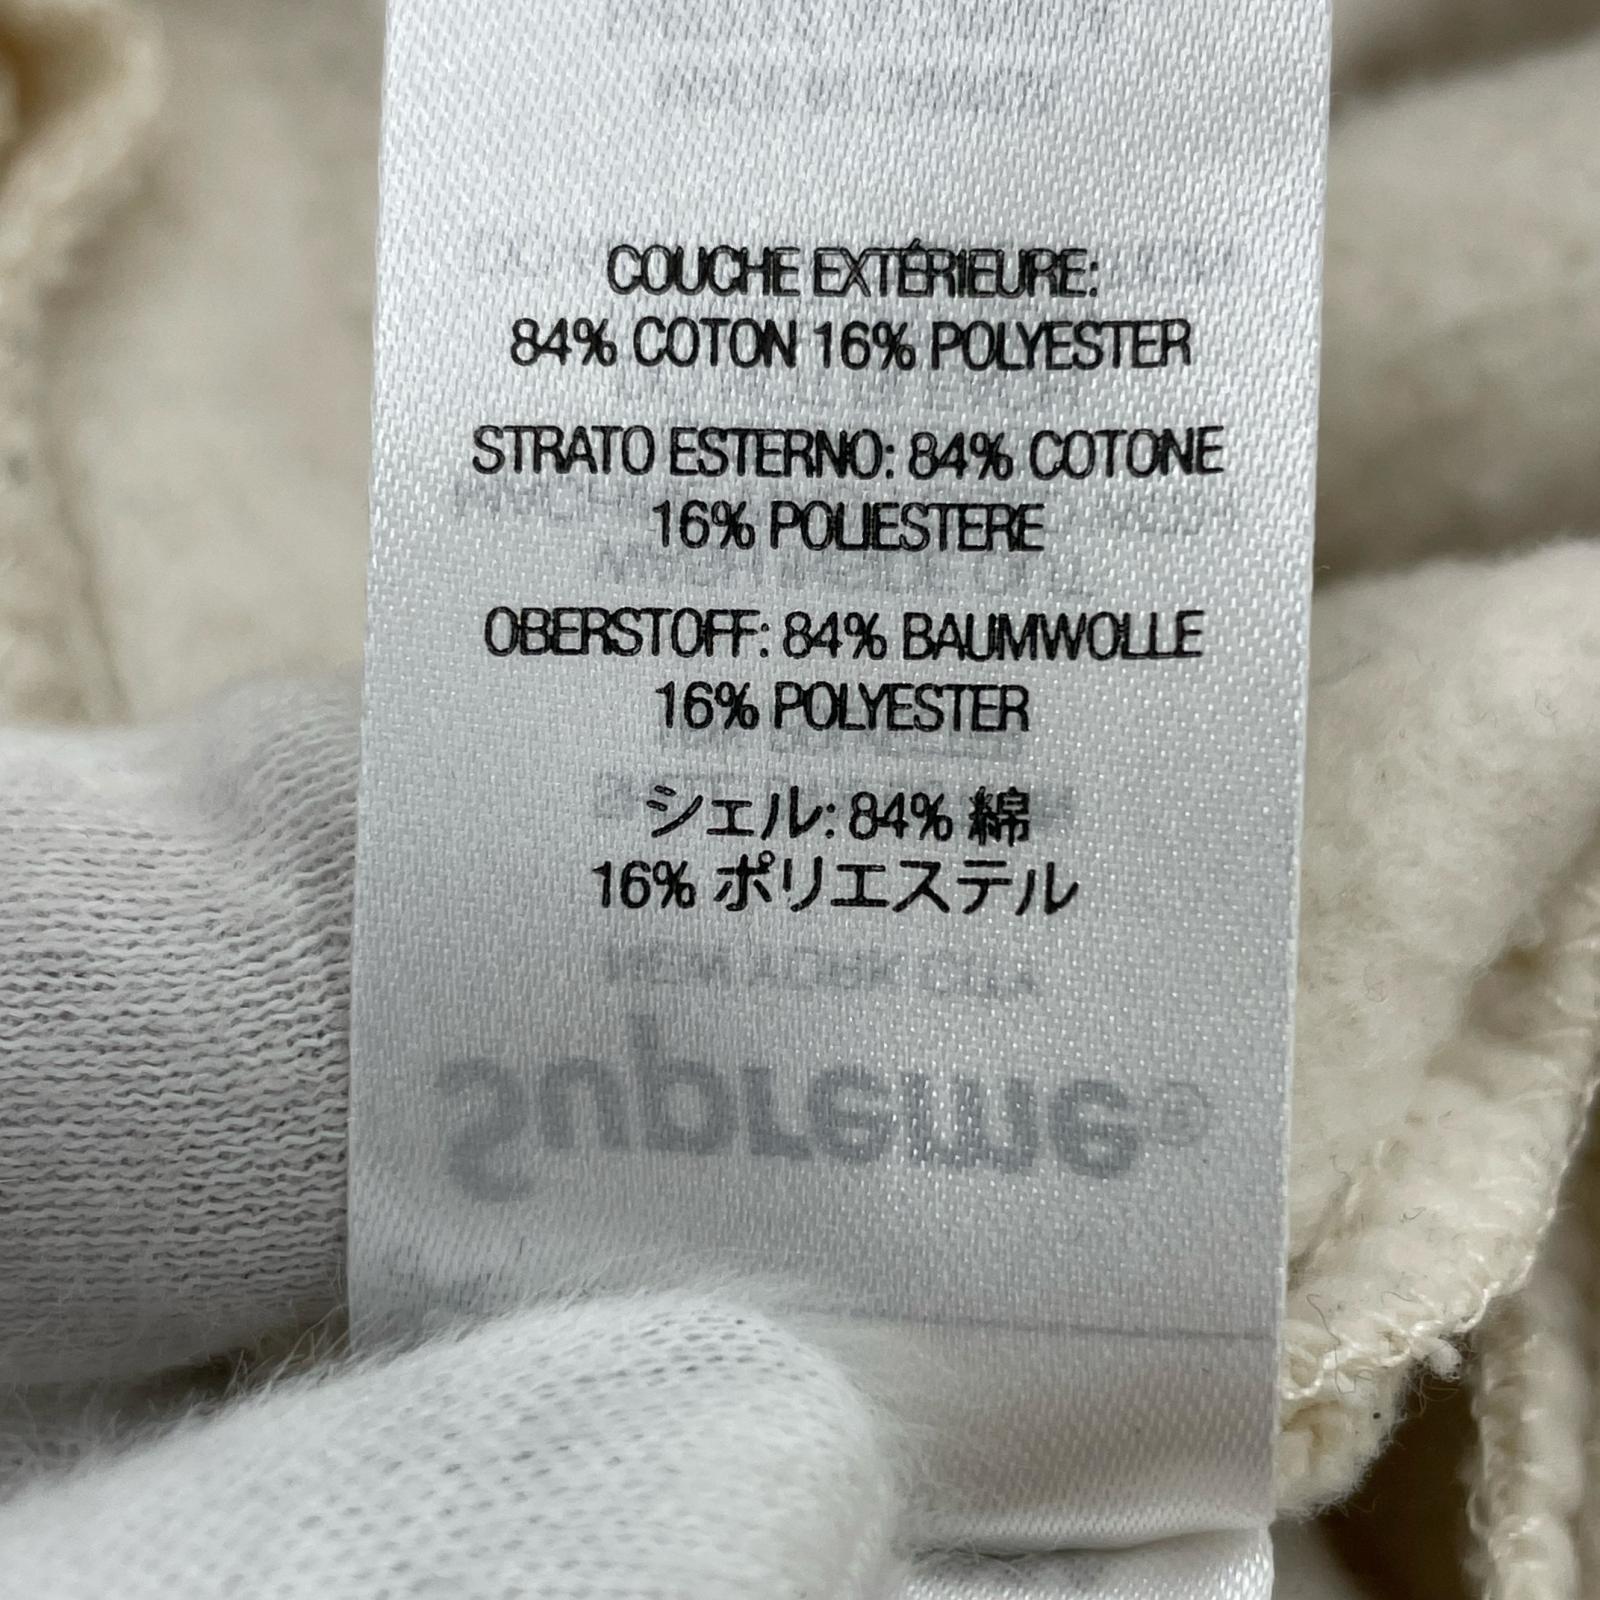 COUCHE EXTÉRIEURE:
84% COTON 16% POLYESTER
STRATO ESTERNO: 84% COTONE
16% POLIESTERE
OBERSTOFF: 84% BAUMWOLLE
16% POLYESTER
シェル: 84% 綿
16% ポリエステル
Supreme®